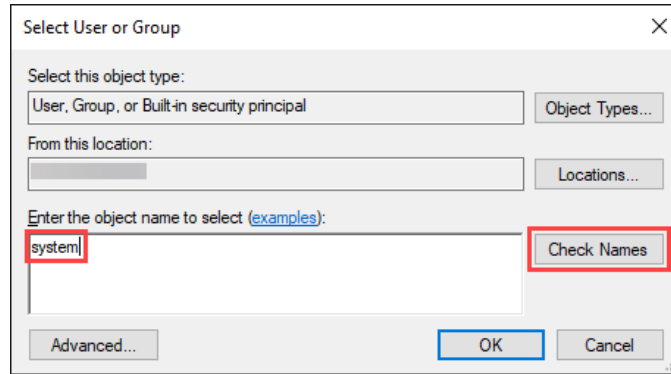 Select User or Group
Select this object type:
User, Group, or Built-in security principal
Object Types...
From this location:
Locations...
Enter the object name to select (examples):
system
Check Names
Advanced...
OK
Cancel